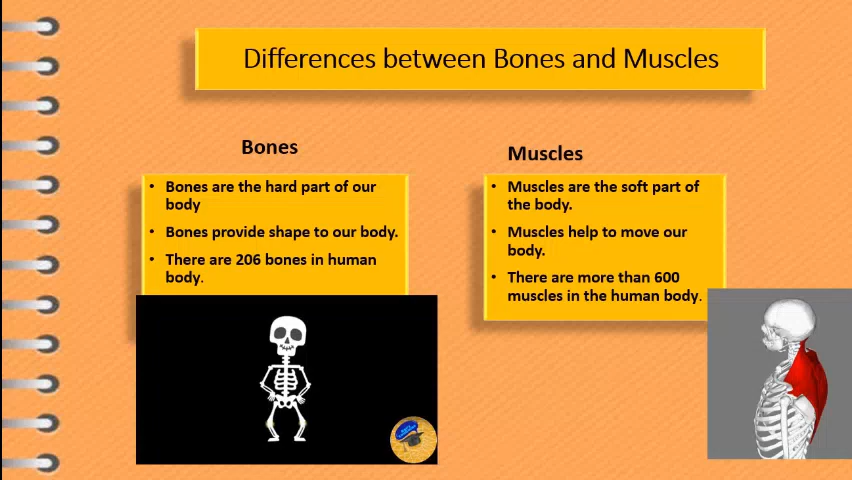 Differences between Bones and Muscles
Bones
• Bones are the hard part of our
body
• Bones provide shape to our body.
• There are 206 bones in human
body.
Muscles
• Muscles are the soft part of
the body.
• Muscles help to move our
body.
• There are more than 600
muscles in the human body.